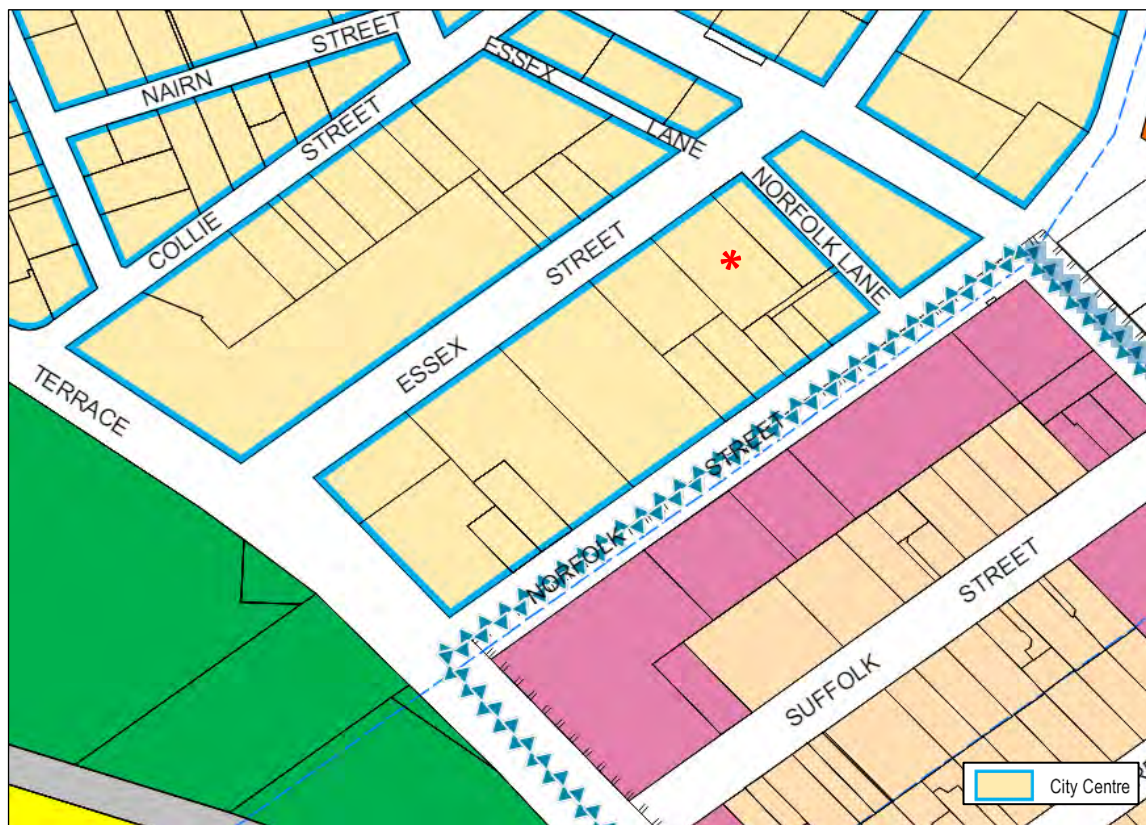 NAIRN STREET
ESSEX LANE
COLLIE STREET
NORFOLK LANE
ESSEX STREET
TERRACE
NORFOLK STREET
SUFFOLK STREET
City Centre